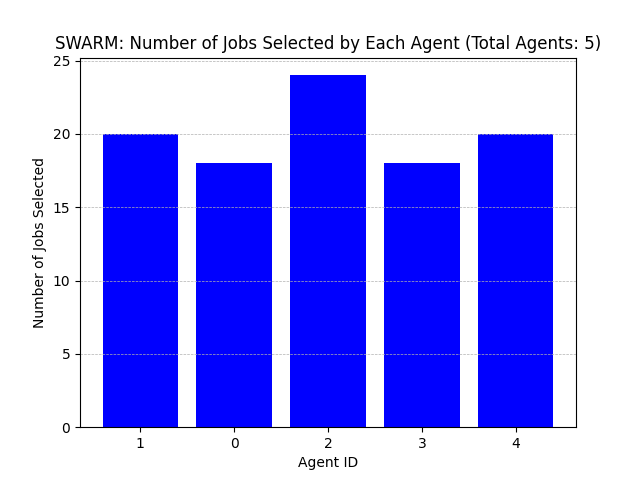 SWARM: Number of Jobs Selected by Each Agent (Total Agents: 5)
25
20
15
10
5
0
Number of Jobs Selected
1 0 2 3 4
Agent ID